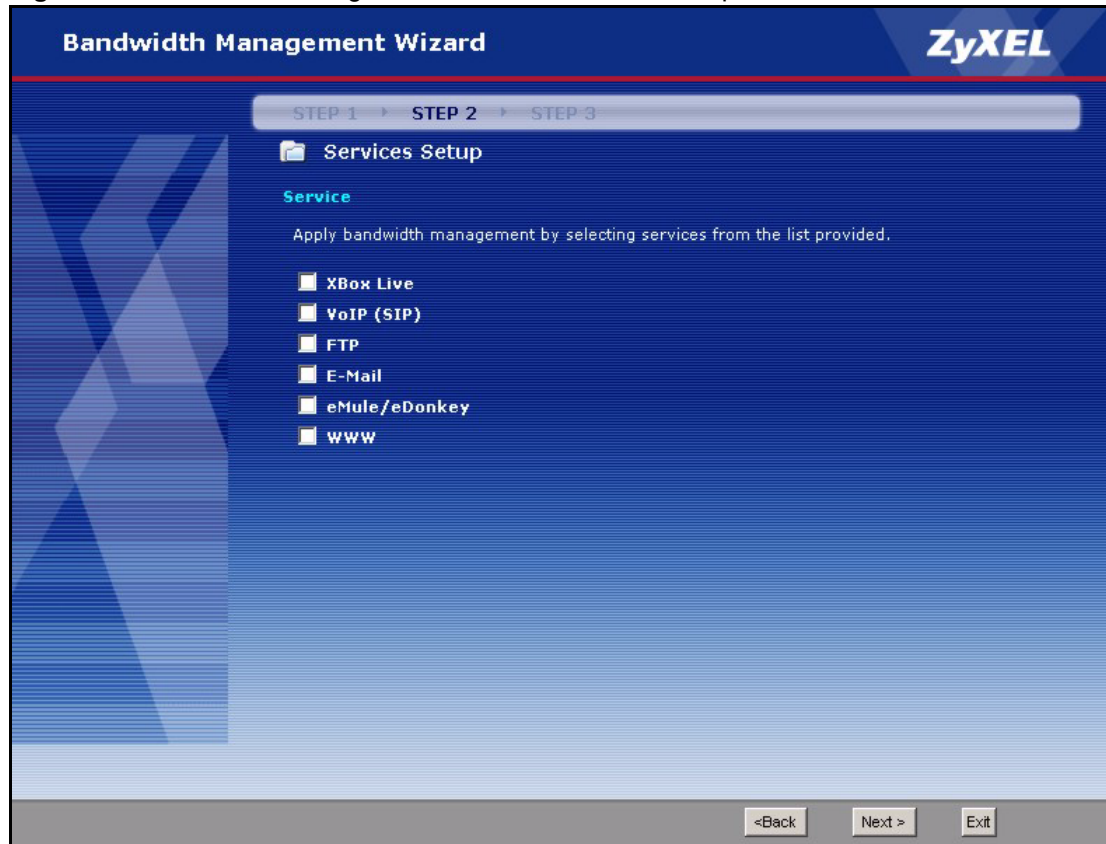 Bandwidth Management Wizard
ZyXEL
STEP 1 STEP 2 STEP 3
Services Setup
Service
Apply bandwidth management by selecting services from the list provided.
XBox Live
VoIP (SIP)
FTP
E-Mail
eMule/eDonkey
WWW
<Back Next > Exit